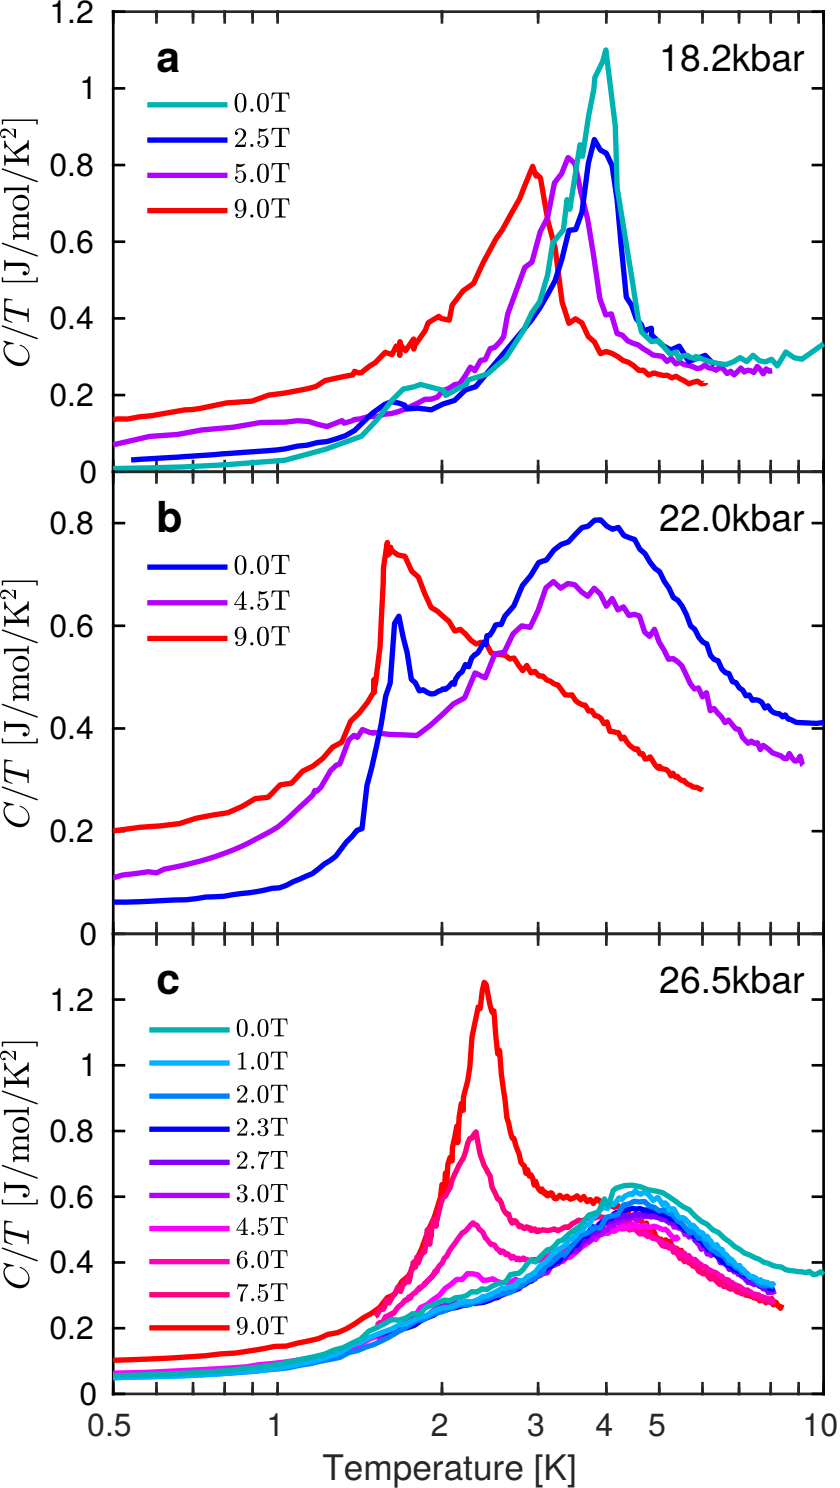 1.2
a 18.2kbar
1
0.0T
2.5T
0.8
5.0T
9.0T
0.6
0.4
0.2
0
C/T [J/mol/K²]
b 22.0kbar
0.8
0.0T
4.5T
0.6
9.0T
0.4
0.2
0
C/T [J/mol/K²]
c 26.5kbar
1.2
0.0T
1.0T
1
2.0T
2.3T
0.8
2.7T
3.0T
0.6
4.5T
6.0T
0.4
7.5T
9.0T
0.2
0
C/T [J/mol/K²]
0.5 1 2 3 4 5 10
Temperature [K]